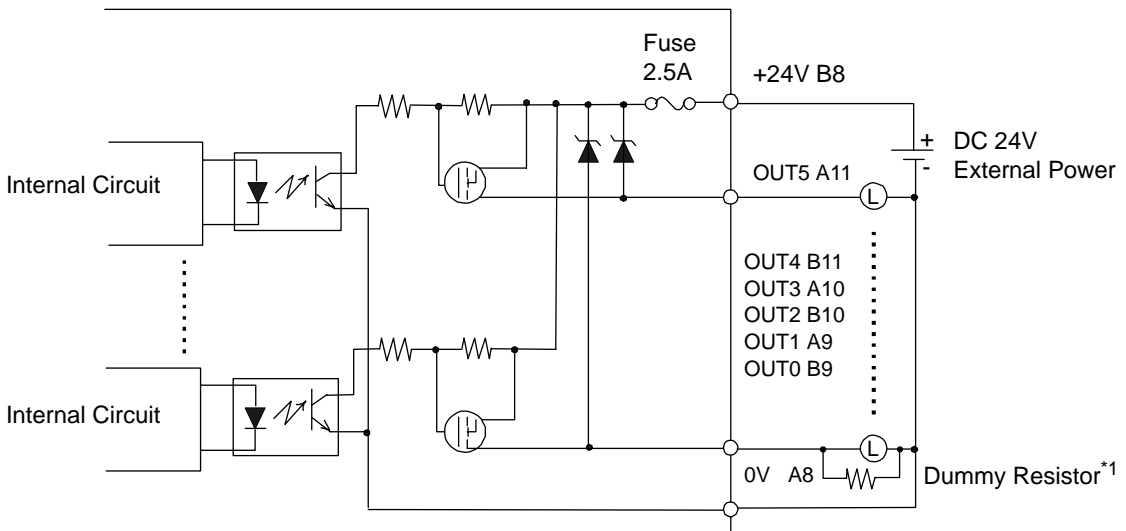 Fuse
2.5A
+24V B8
+
-
DC 24V
External Power
Internal Circuit
OUT5 A11
L
OUT4 B11
OUT3 A10
OUT2 B10
OUT1 A9
OUT0 B9
Internal Circuit
L
0V A8
Dummy Resistor*1